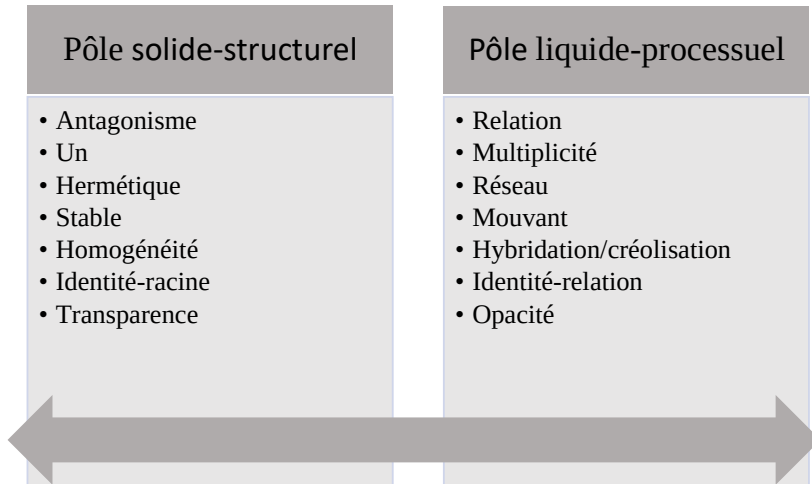 Pôle solide-structurel
• Antagonisme
• Un
• Hermétique
• Stable
• Homogénéité
• Identité-racine
• Transparence
Pôle liquide-processuel
• Relation
• Multiplicité
• Réseau
• Mouvant
• Hybridation/créolisation
• Identité-relation
• Opacité